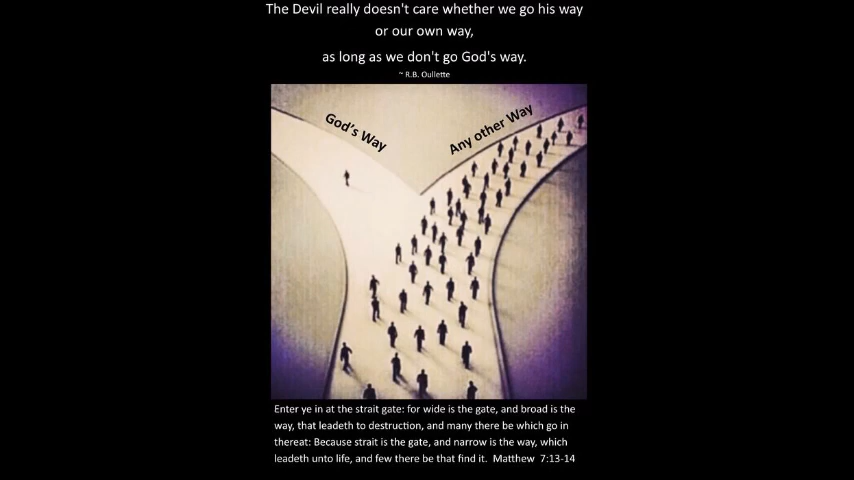 The Devil really doesn't care whether we go his way
or our own way,
as long as we don't go God's way.
~ R.B. Oullette
God's Way
Any other Way
Enter ye in at the strait gate: for wide is the gate, and broad is the
way, that leadeth to destruction, and many there be which go in
thereat: Because strait is the gate, and narrow is the way, which
leadeth unto life, and few there be that find it. Matthew 7:13-14